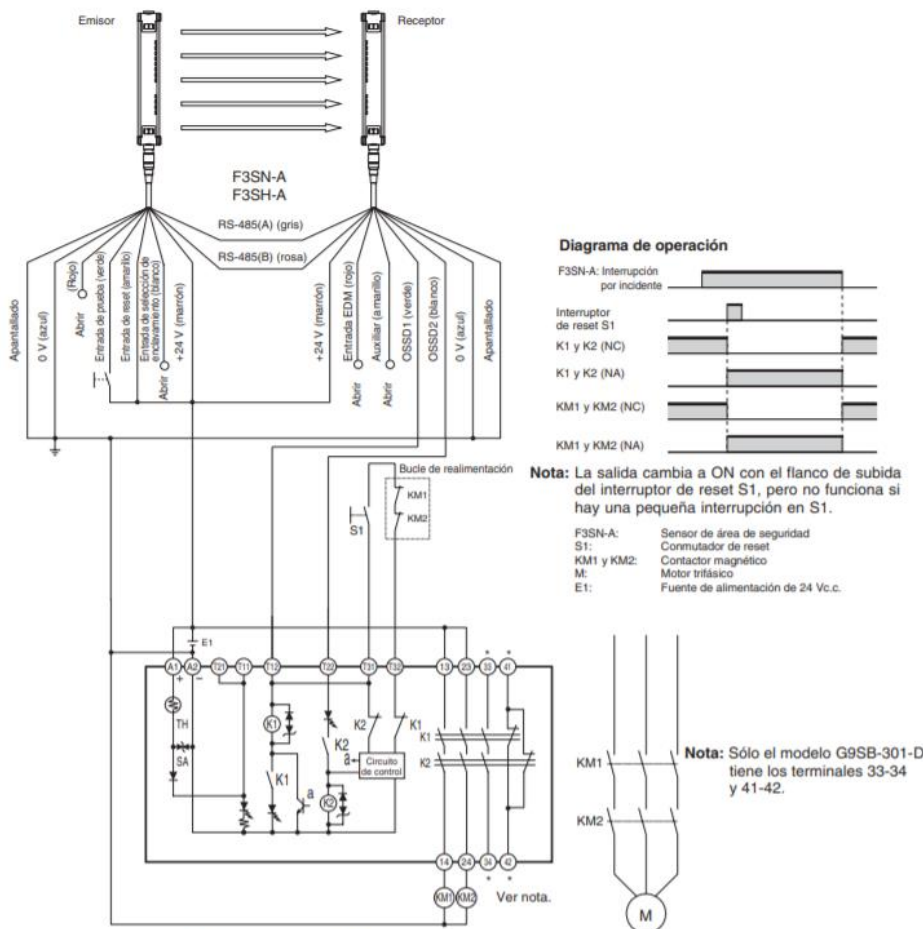 Emisor
Receptor
F3SN-A
F3SH-A
RS-485(A) (gris)
RS-485(B) (rosa)
Apantallado
0 V (azul)
(Rojo)
Abrir
Entrada de prueba (verde)
Entrada de reset (amarillo)
Entrada de selección de
enclavamiento (blanco)
Abrir
+24 V (marrón)
+24 V (marrón)
Entrada EDM (rojo)
Abrir
Auxiliar (amarillo)
Abrir
OSSD1 (verde)
OSSD2 (blanco)
0 V (azul)
Apantallado
Bucle de realimentación
KM1
KM2
S1
E1
A1
A2
T21
T11
T12
T22
T31
T32
13
23
33
41
* *
+ −
TH
SA
K1
K1
a
K2
K2
K2
K1
a
Circuito
de control
K1
K2
14
24
34
42
* *
KM1
KM2
Ver nota.
Diagrama de operación
F3SN-A: Interrupción
por incidente
Interruptor
de reset S1
K1 y K2 (NC)
K1 y K2 (NA)
KM1 y KM2 (NC)
KM1 y KM2 (NA)
Nota: La salida cambia a ON con el flanco de subida
del interruptor de reset S1, pero no funciona si
hay una pequeña interrupción en S1.
F3SN-A: Sensor de área de seguridad
S1: Conmutador de reset
KM1 y KM2: Contactor magnético
M: Motor trifásico
E1: Fuente de alimentación de 24 Vc.c.
KM1
KM2
M
Nota: Sólo el modelo G9SB-301-D
tiene los terminales 33-34
y 41-42.